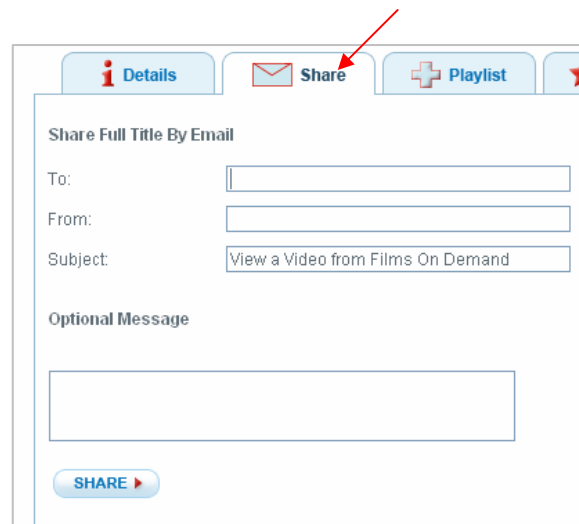 Details Share Playlist
Share Full Title By Email
To:
From:
Subject: View a Video from Films On Demand
Optional Message
SHARE